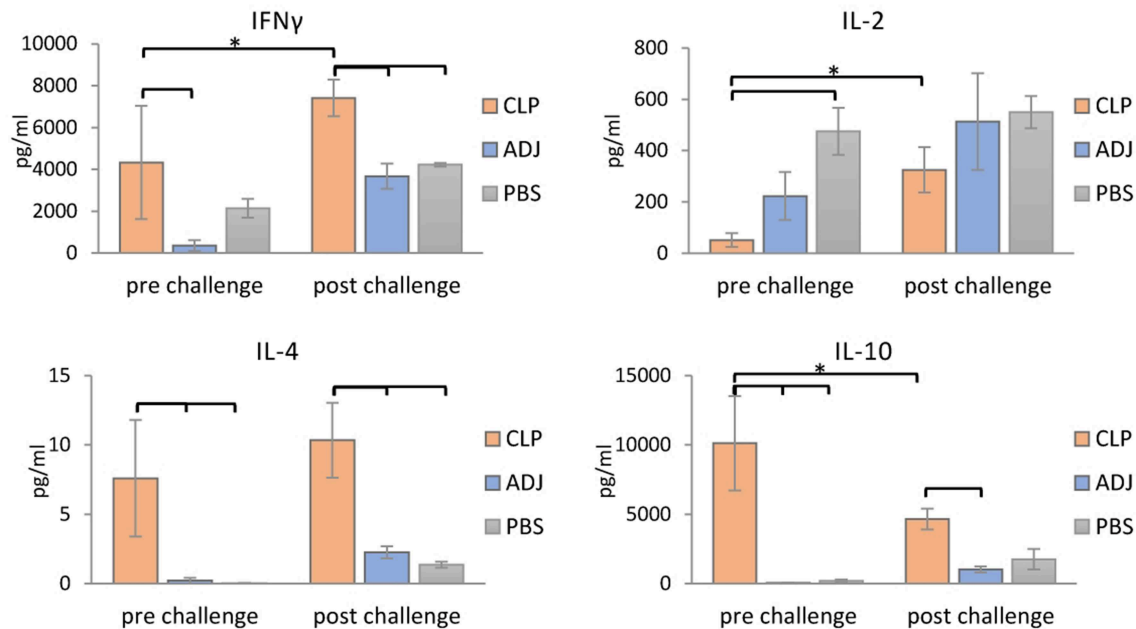 IFNγ
10000
8000
6000
4000
2000
0
pg/ml
*
pre challenge
post challenge
CLP
ADJ
PBS
IL-2
800
600
400
200
0
pg/ml
*
pre challenge
post challenge
CLP
ADJ
PBS
IL-4
15
10
5
0
pg/ml
pre challenge
post challenge
CLP
ADJ
PBS
IL-10
15000
10000
5000
0
pg/ml
*
pre challenge
post challenge
CLP
ADJ
PBS